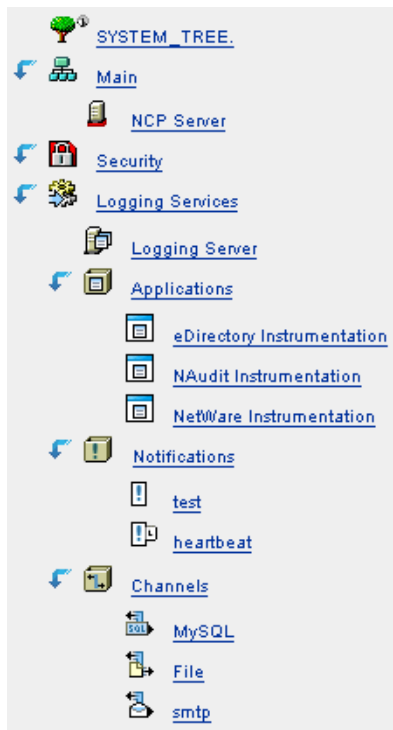 SYSTEM_TREE.
Main
NCP Server
Security
Logging Services
Logging Server
Applications
eDirectory Instrumentation
NAudit Instrumentation
NetWare Instrumentation
Notifications
test
heartbeat
Channels
SQL
MySQL
File
smtp